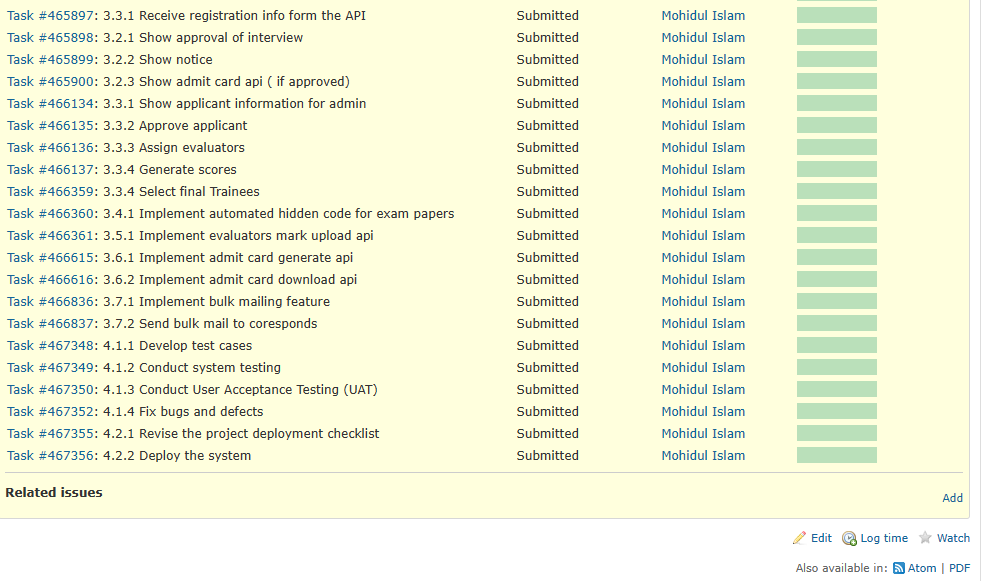 Task #465897: 3.3.1 Receive registration info form the API Submitted Mohidul Islam
Task #465898: 3.2.1 Show approval of interview Submitted Mohidul Islam
Task #465899: 3.2.2 Show notice Submitted Mohidul Islam
Task #465900: 3.2.3 Show admit card api ( if approved) Submitted Mohidul Islam
Task #466134: 3.3.1 Show applicant information for admin Submitted Mohidul Islam
Task #466135: 3.3.2 Approve applicant Submitted Mohidul Islam
Task #466136: 3.3.3 Assign evaluators Submitted Mohidul Islam
Task #466137: 3.3.4 Generate scores Submitted Mohidul Islam
Task #466359: 3.3.4 Select final Trainees Submitted Mohidul Islam
Task #466360: 3.4.1 Implement automated hidden code for exam papers Submitted Mohidul Islam
Task #466361: 3.5.1 Implement evaluators mark upload api Submitted Mohidul Islam
Task #466615: 3.6.1 Implement admit card generate api Submitted Mohidul Islam
Task #466616: 3.6.2 Implement admit card download api Submitted Mohidul Islam
Task #466836: 3.7.1 Implement bulk mailing feature Submitted Mohidul Islam
Task #466837: 3.7.2 Send bulk mail to coresponds Submitted Mohidul Islam
Task #467348: 4.1.1 Develop test cases Submitted Mohidul Islam
Task #467349: 4.1.2 Conduct system testing Submitted Mohidul Islam
Task #467350: 4.1.3 Conduct User Acceptance Testing (UAT) Submitted Mohidul Islam
Task #467352: 4.1.4 Fix bugs and defects Submitted Mohidul Islam
Task #467355: 4.2.1 Revise the project deployment checklist Submitted Mohidul Islam
Task #467356: 4.2.2 Deploy the system Submitted Mohidul Islam
Related issues
Add
Edit Log time Watch
Also available in: Atom | PDF